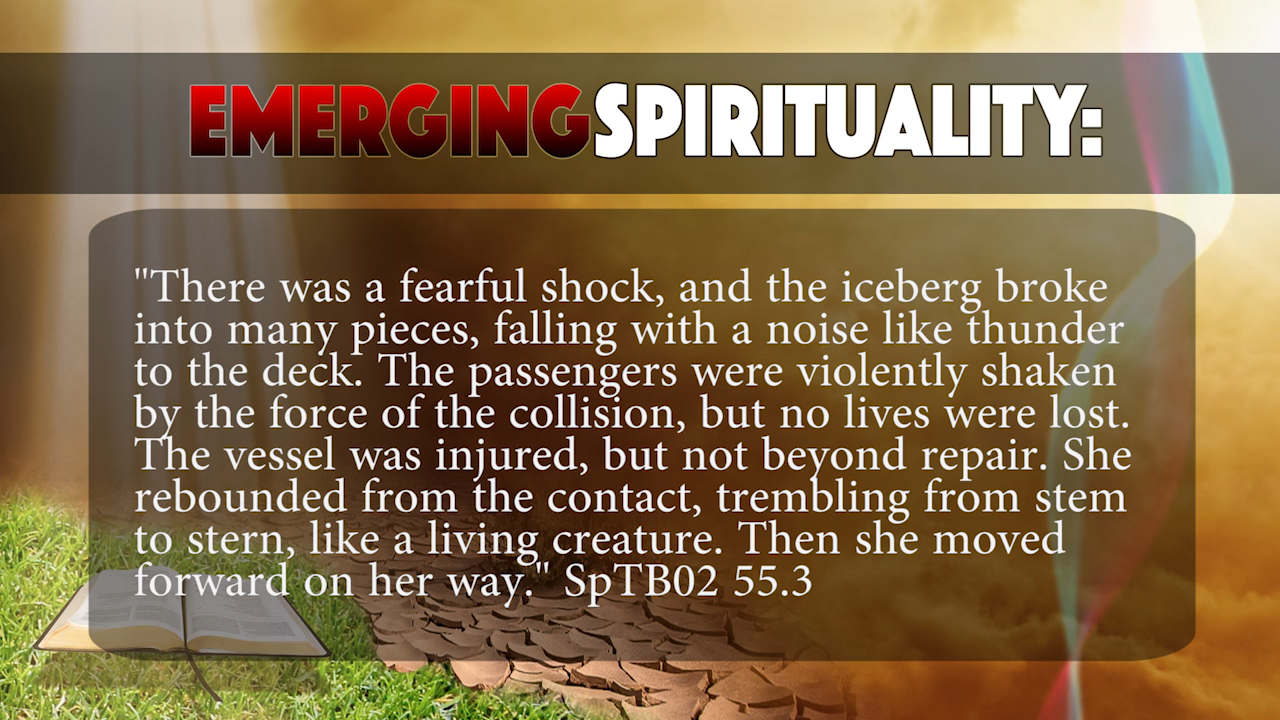 EMERGING SPIRITUALITY:
"There was a fearful shock, and the iceberg broke
into many pieces, falling with a noise like thunder
to the deck. The passengers were violently shaken
by the force of the collision, but no lives were lost.
The vessel was injured, but not beyond repair. She
rebounded from the contact, trembling from stem
to stern, like a living creature. Then she moved
forward on her way." SpTB02 55.3